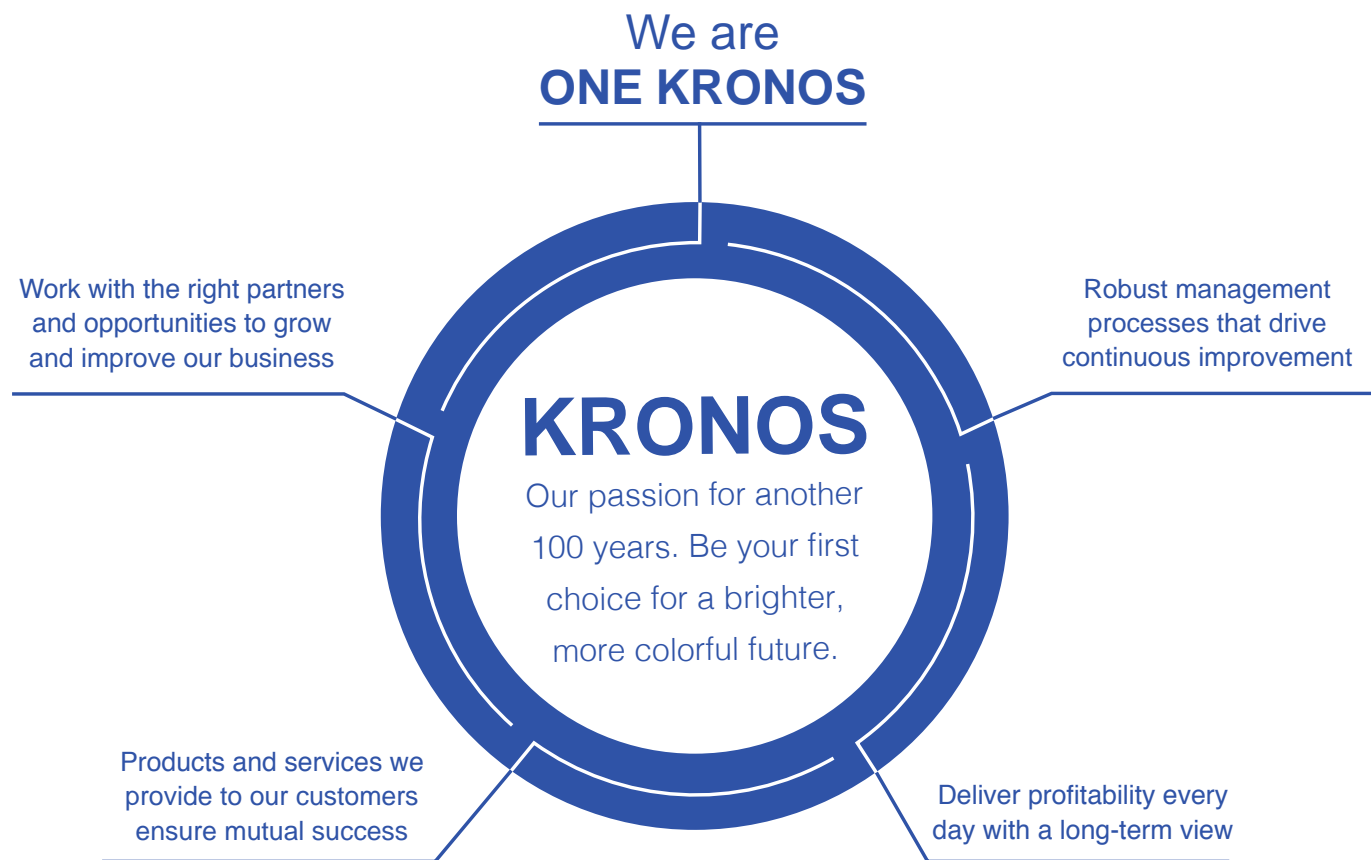 We are
ONE KRONOS
Work with the right partners
and opportunities to grow
and improve our business
Robust management
processes that drive
continuous improvement
KRONOS
Our passion for another
100 years. Be your first
choice for a brighter,
more colorful future.
Products and services we
provide to our customers
ensure mutual success
Deliver profitability every
day with a long-term view